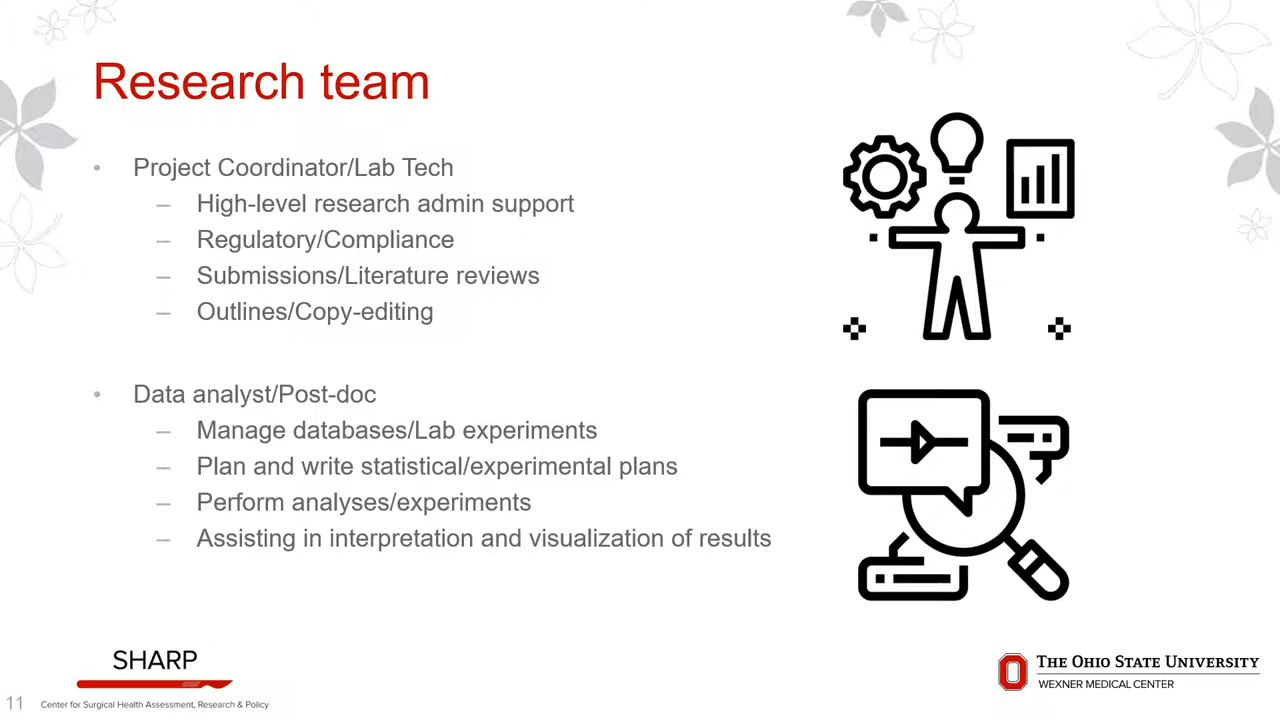 Research team
• Project Coordinator/Lab Tech
– High-level research admin support
– Regulatory/Compliance
– Submissions/Literature reviews
– Outlines/Copy-editing
• Data analyst/Post-doc
– Manage databases/Lab experiments
– Plan and write statistical/experimental plans
– Perform analyses/experiments
– Assisting in interpretation and visualization of results
SHARP
11 Center for Surgical Health Assessment, Research & Policy
THE OHIO STATE UNIVERSITY
WEXNER MEDICAL CENTER